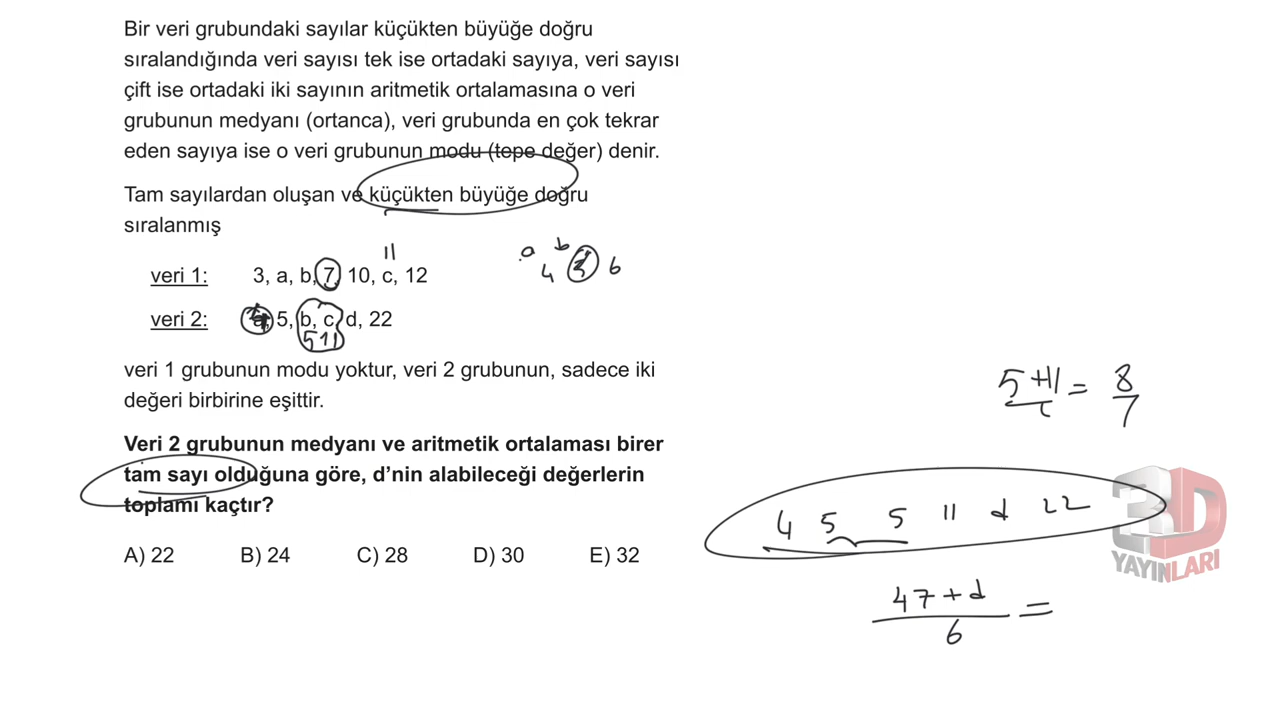 Bir veri grubundaki sayılar küçükten büyüğe doğru
sıralandığında veri sayısı tek ise ortadaki sayıya, veri sayısı
çift ise ortadaki iki sayının aritmetik ortalamasına o veri
grubunun medyanı (ortanca), veri grubunda en çok tekrar
eden sayıya ise o veri grubunun modu (tepe değer) denir.
Tam sayılardan oluşan ve küçükten büyüğe doğru
sıralanmış
11
veri 1: 3, a, b, 7, 10, c, 12
a b
4 6
veri 2: 5, b, c, d, 22
5 11
veri 1 grubunun modu yoktur, veri 2 grubunun, sadece iki
değeri birbirine eşittir.
5+11 = 8
7
Veri 2 grubunun medyanı ve aritmetik ortalaması birer
tam sayı olduğuna göre, d'nin alabileceği değerlerin
toplamı kaçtır?
4 5 5 11 d 22
A) 22 B) 24 C) 28 D) 30 E) 32
47+d =
6
3D
YAYINLARI